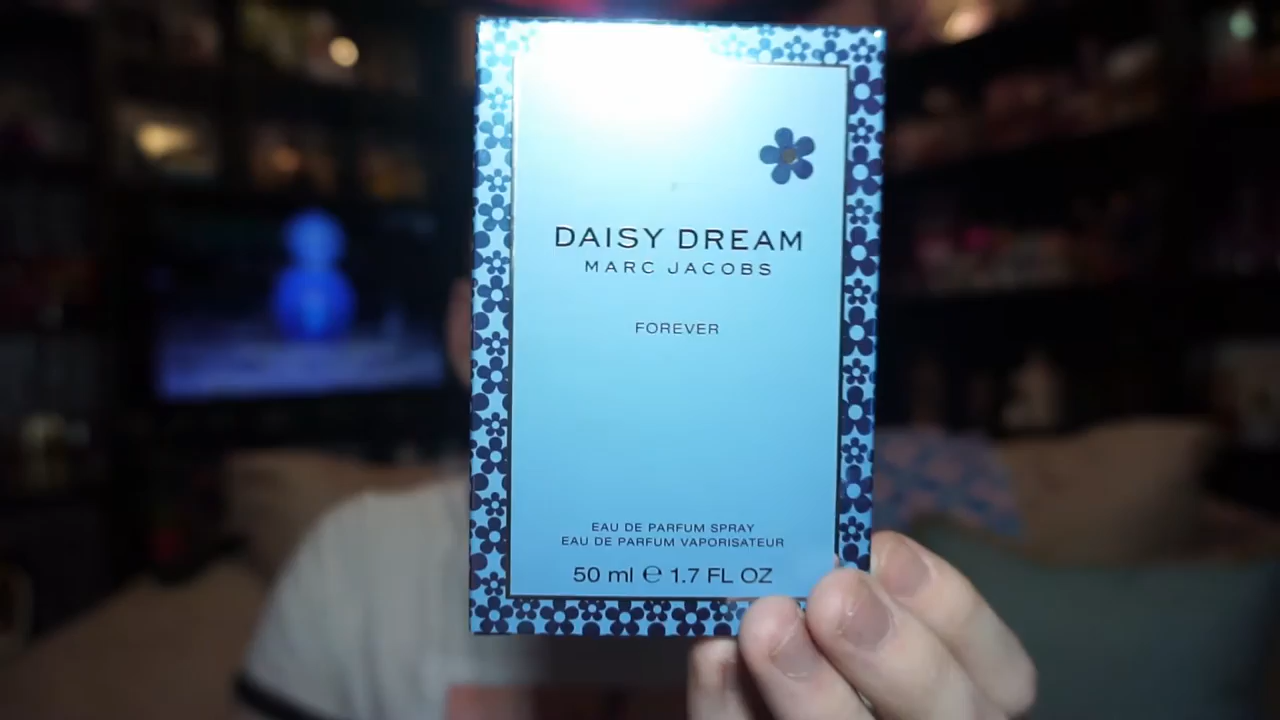 DAISY DREAM
MARC JACOBS
FOREVER
EAU DE PARFUM SPRAY
EAU DE PARFUM VAPORISATEUR
50 ml ℮ 1.7 FL OZ